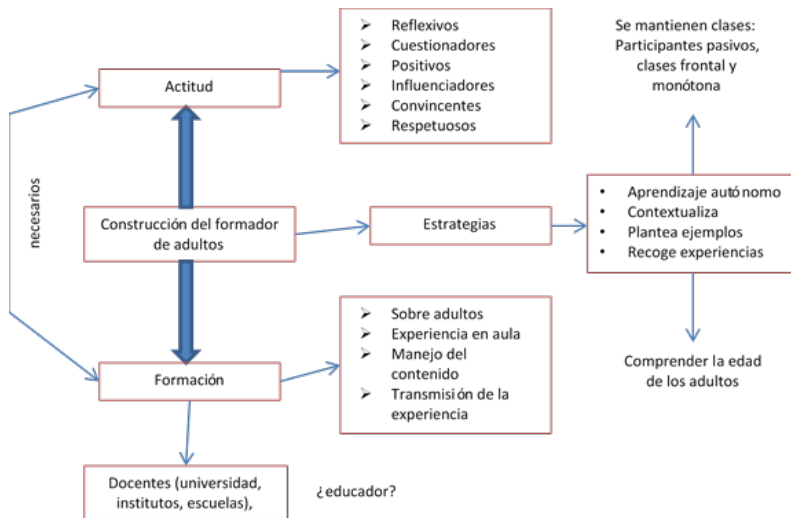 Reflexivos
Cuestionadores
Positivos
Influenciadores
Convincentes
Respetuosos
Se mantienen clases:
Participantes pasivos,
clases frontal y
monótona
Actitud
necesarios
Construcción del formador
de adultos
Estrategias
Aprendizaje autónomo
Contextualiza
Plantea ejemplos
Recoge experiencias
Sobre adultos
Experiencia en aula
Manejo del
contenido
Transmisión de la
experiencia
Formación
Comprender la edad
de los adultos
Docentes (universidad,
institutos, escuelas),
¿educador?